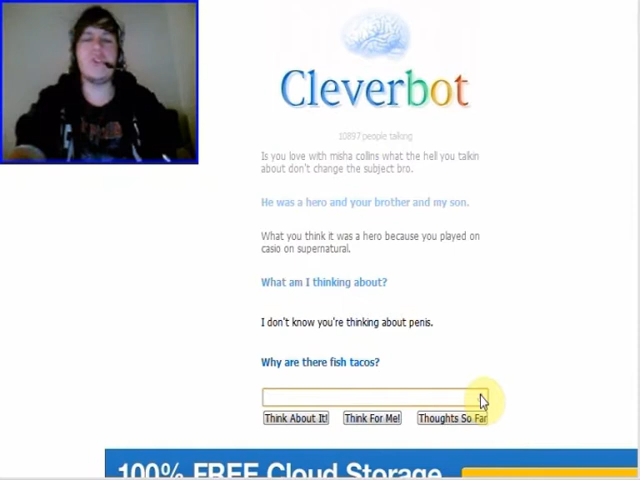 Cleverbot
10897 people talking
Is you love with misha collins what the hell you talkin
about don't change the subject bro.
He was a hero and your brother and my son.
What you think it was a hero because you played on
casio on supernatural.
What am I thinking about?
I don't know you're thinking about penis.
Why are there fish tacos?
Think About It!
Think For Me!
Thoughts So Far
100% FREE Cloud Storage